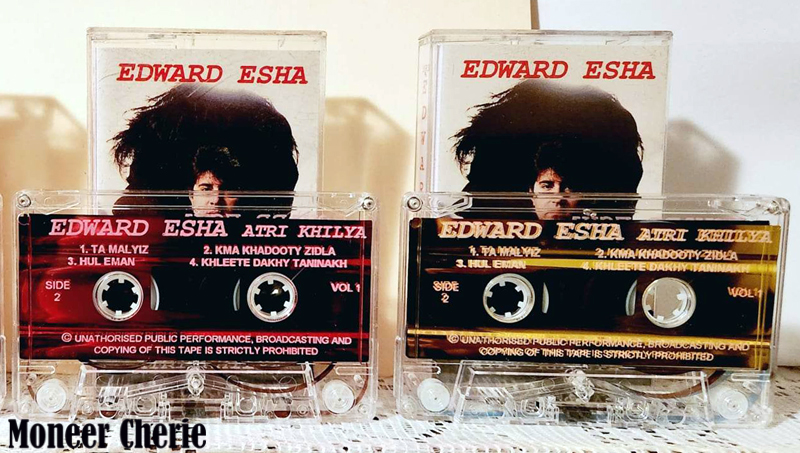 EDWARD ESHA
EDWARD ESHA ATRI KHILYA
1. TA MALYIZ 2. KMA KHADOOTY ZIDLA
3. HUL EMAN 4. KHLEETE DAKHY TANINAKH
SIDE
2
VOL 1
© UNATHORISED PUBLIC PERFORMANCE, BROADCASTING AND
COPYING OF THIS TAPE IS STRICTLY PROHIBITED
EDWARD ESHA
EDWAR
EDWARD ESHA ATRI KHILYA
1. TA MALYIZ 2. KMA KHADOOTY ZIDLA
3. HUL EMAN 4. KHLEETE DAKHY TANINAKH
SIDE
2
VOL 1
© UNATHORISED PUBLIC PERFORMANCE, BROADCASTING AND
COPYING OF THIS TAPE IS STRICTLY PROHIBITED
Moneer Cherie